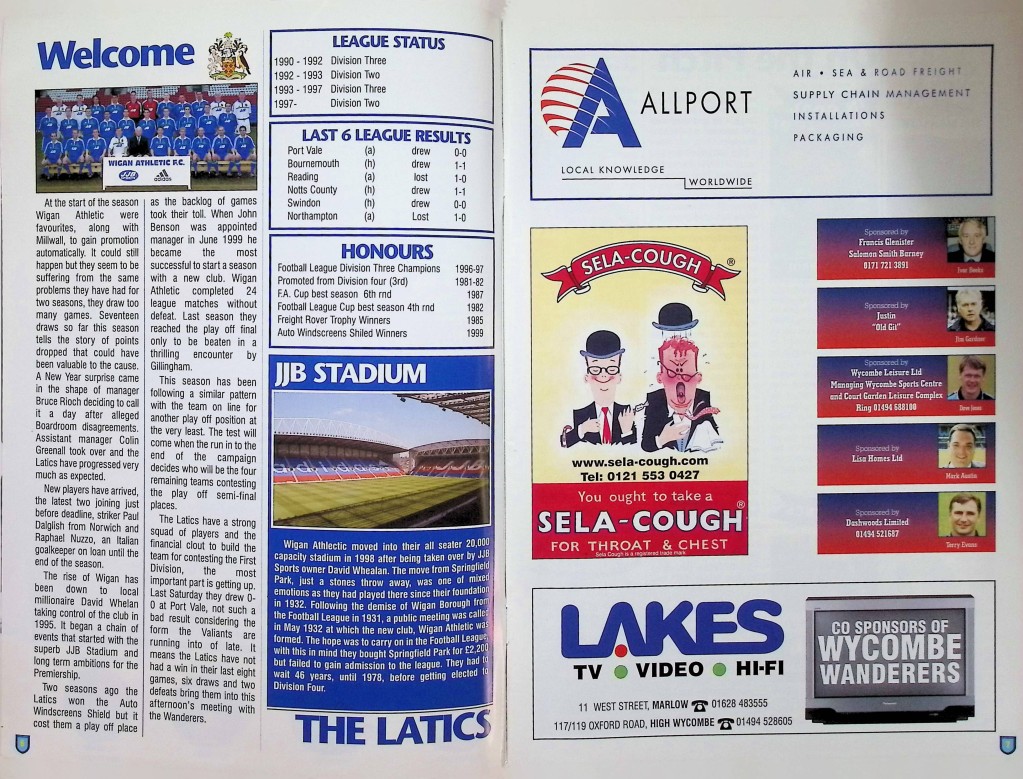 Welcome
WIGAN ATHLETIC F.C.
JJB
adidas
At the start of the season
Wigan Athletic were
favourites, along with
Millwall, to gain promotion
automatically. It could still
happen but they seem to be
suffering from the same
problems they have had for
two seasons, they draw too
many games. Seventeen
draws so far this season
tells the story of points
dropped that could have
been valuable to the cause.
A New Year surprise came
in the shape of manager
Bruce Rioch deciding to call
it a day after alleged
Boardroom disagreements.
Assistant manager Colin
Greenall took over and the
Latics have progressed very
much as expected.
New players have arrived,
the latest two joining just
before deadline, striker Paul
Dalglish from Norwich and
Raphael Nuzzo, an Italian
goalkeeper on loan until the
end of the season.
The rise of Wigan has
been down to local
millionaire David Whelan
taking control of the club in
1995. It began a chain of
events that started with the
superb JJB Stadium and
long term ambitions for the
Premiership.
Two seasons ago the
Latics won the Auto
Windscreens Shield but it
cost them a play off place
as the backlog of games
took their toll. When John
Benson was appointed
manager in June 1999 he
became the most
successful to start a season
with a new club. Wigan
Athletic completed 24
league matches without
defeat. Last season they
reached the play off final
only to be beaten in a
thrilling encounter by
Gillingham.
This season has been
following a similar pattern
with the team on line for
another play off position at
the very least. The test will
come when the run in to the
end of the campaign
decides who will be the four
remaining teams contesting
the play off semi-final
places.
The Latics have a strong
squad of players and the
financial clout to build the
team for contesting the First
Division, the most
important part is getting up.
Last Saturday they drew 0-
0 at Port Vale, not such a
bad result considering the
form the Valiants are
running into of late. It
means the Latics have not
had a win in their last eight
games, six draws and two
defeats bring them into this
afternoon's meeting with
the Wanderers.
LEAGUE STATUS
1990 - 1992 Division Three
1992 - 1993 Division Two
1993 - 1997 Division Three
1997- Division Two
LAST 6 LEAGUE RESULTS
Port Vale (a) drew 0-0
Bournemouth (h) drew 1-1
Reading (a) lost 1-0
Notts County (h) drew 1-1
Swindon (h) drew 0-0
Northampton (a) Lost 1-0
HONOURS
Football League Division Three Champions 1996-97
Promoted from Division four (3rd) 1981-82
F.A. Cup best season 6th rnd 1987
Football League Cup best season 4th rnd 1982
Freight Rover Trophy Winners 1985
Auto Windscreens Shiled Winners 1999
JJB STADIUM
Wigan Athlectic moved into their all seater 20,000
capacity stadium in 1998 after being taken over by JJB
Sports owner David Whealan. The move from Springfield
Park, just a stones throw away, was one of mixed
emotions as they had played there since their foundation
in 1932. Following the demise of Wigan Borough from
the Football League in 1931, a public meeting was called
in May 1932 at which the new club, Wigan Athletic was
formed. The hope was to carry on in the Football League,
with this in mind they bought Springfield Park for £2,200
but failed to gain admission to the league. They had to
wait 46 years, until 1978, before getting elected to
Division Four.
THE LATICS
ALLPORT
LOCAL KNOWLEDGE
WORLDWIDE
AIR • SEA & ROAD FREIGHT
SUPPLY CHAIN MANAGEMENT
INSTALLATIONS
PACKAGING
SELA-COUGH ®
www.sela-cough.com
Tel: 0121 553 0427
You ought to take a
SELA-COUGH®
FOR THROAT & CHEST
Sela Cough is a registered trade mark
Sponsored by
Francis Glenister
Salomon Smith Barney
0171 721 3891
Sponsored by
Justin
"Old Git"
Jim Gardner
Sponsored by
Wycombe Leisure Ltd
Managing Wycombe Sports Centre
and Court Garden Leisure Complex
Ring 01494 688100
Dave Jones
Sponsored by
Lisa Homes Ltd
Mark Austin
Sponsored by
Dashwoods Limited
01494 521687
Terry Evans
LAKES
TV • VIDEO • HI-FI
11 WEST STREET, MARLOW ☎ 01628 483555
117/119 OXFORD ROAD, HIGH WYCOMBE ☎ 01494 528605
CO SPONSORS OF
WYCOMBE
WANDERERS